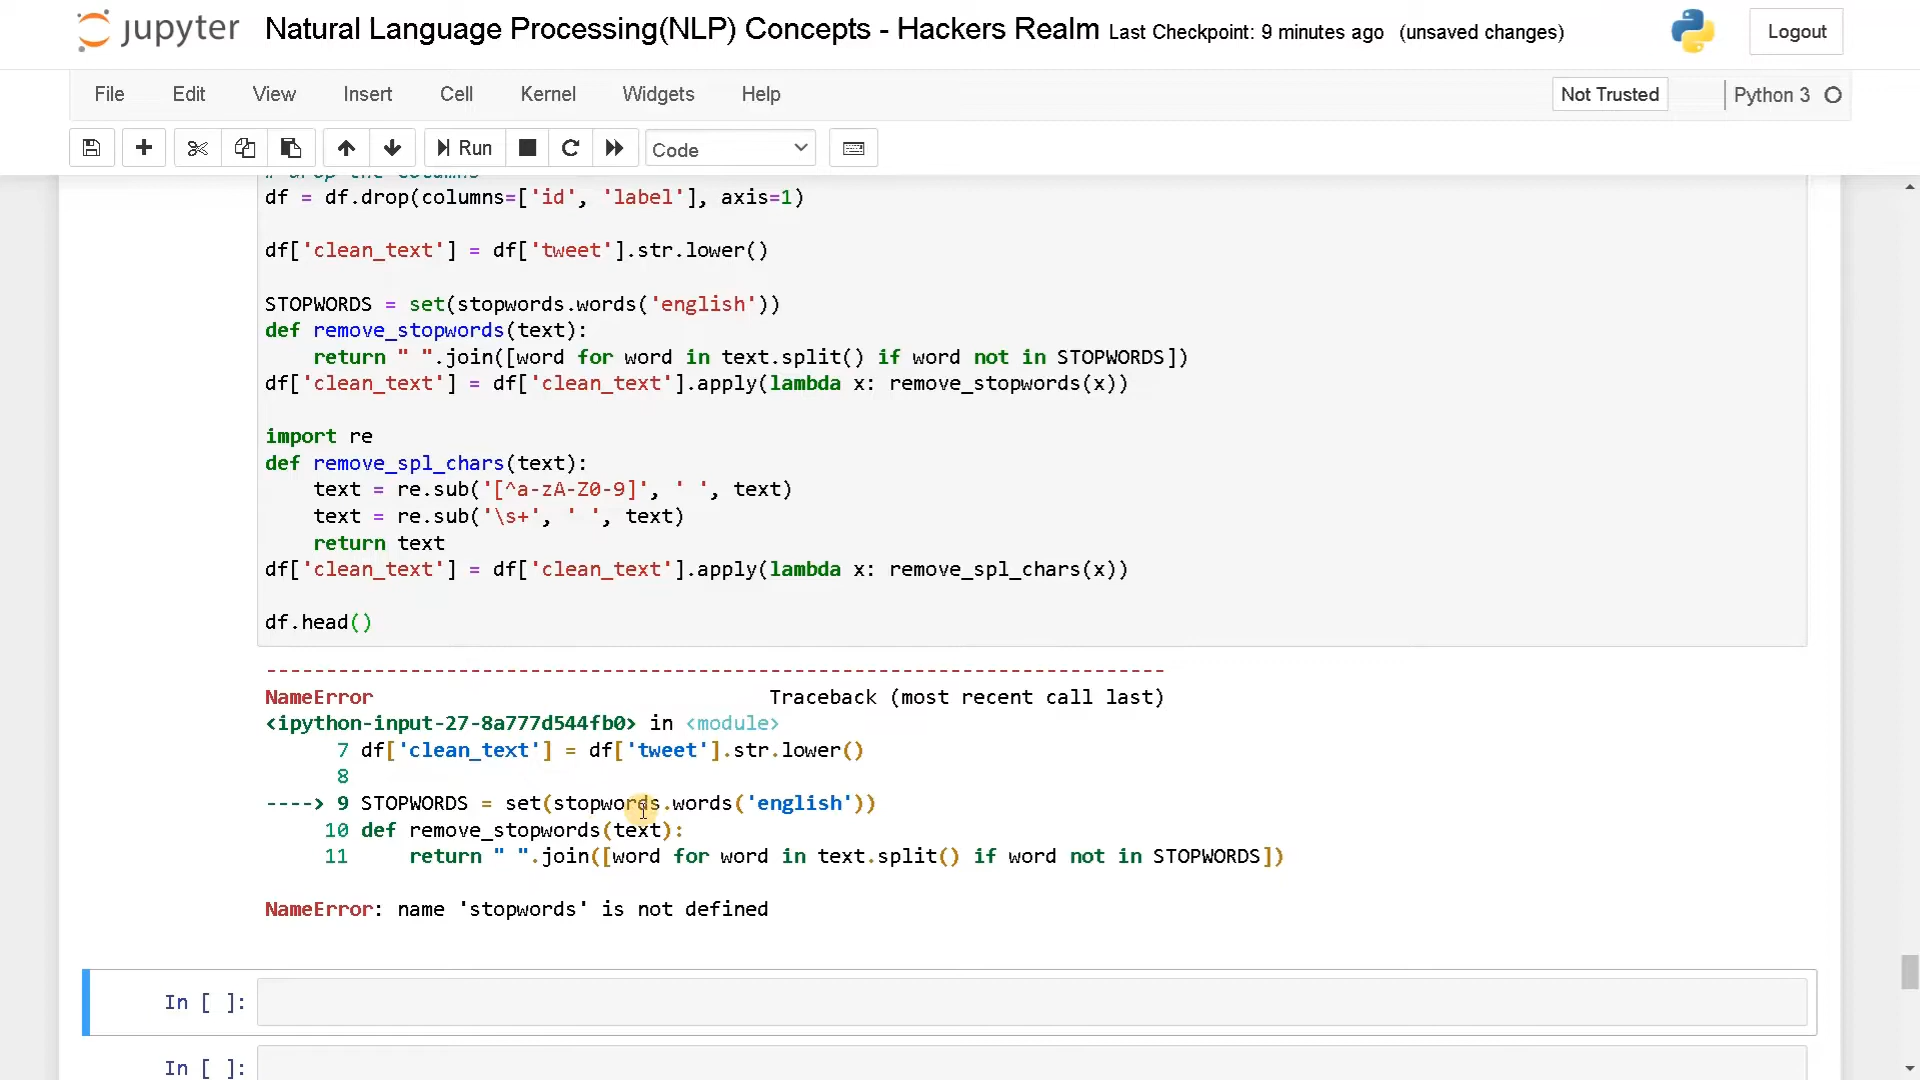 jupyter Natural Language Processing(NLP) Concepts - Hackers Realm Last Checkpoint: 9 minutes ago (unsaved changes) Logout
File Edit View Insert Cell Kernel Widgets Help Not Trusted Python 3
Run Code
# drop the columns
df = df.drop(columns=['id', 'label'], axis=1)
df['clean_text'] = df['tweet'].str.lower()
STOPWORDS = set(stopwords.words('english'))
def remove_stopwords(text):
    return " ".join([word for word in text.split() if word not in STOPWORDS])
df['clean_text'] = df['clean_text'].apply(lambda x: remove_stopwords(x))
import re
def remove_spl_chars(text):
    text = re.sub('[^a-zA-Z0-9]', ' ', text)
    text = re.sub('\s+', ' ', text)
    return text
df['clean_text'] = df['clean_text'].apply(lambda x: remove_spl_chars(x))
df.head()
---------------------------------------------------------------------------
NameError                                 Traceback (most recent call last)
<ipython-input-27-8a777d544fb0> in <module>
      7 df['clean_text'] = df['tweet'].str.lower()
      8
----> 9 STOPWORDS = set(stopwords.words('english'))
     10 def remove_stopwords(text):
     11     return " ".join([word for word in text.split() if word not in STOPWORDS])
NameError: name 'stopwords' is not defined
In [ ]:
In [ ]: